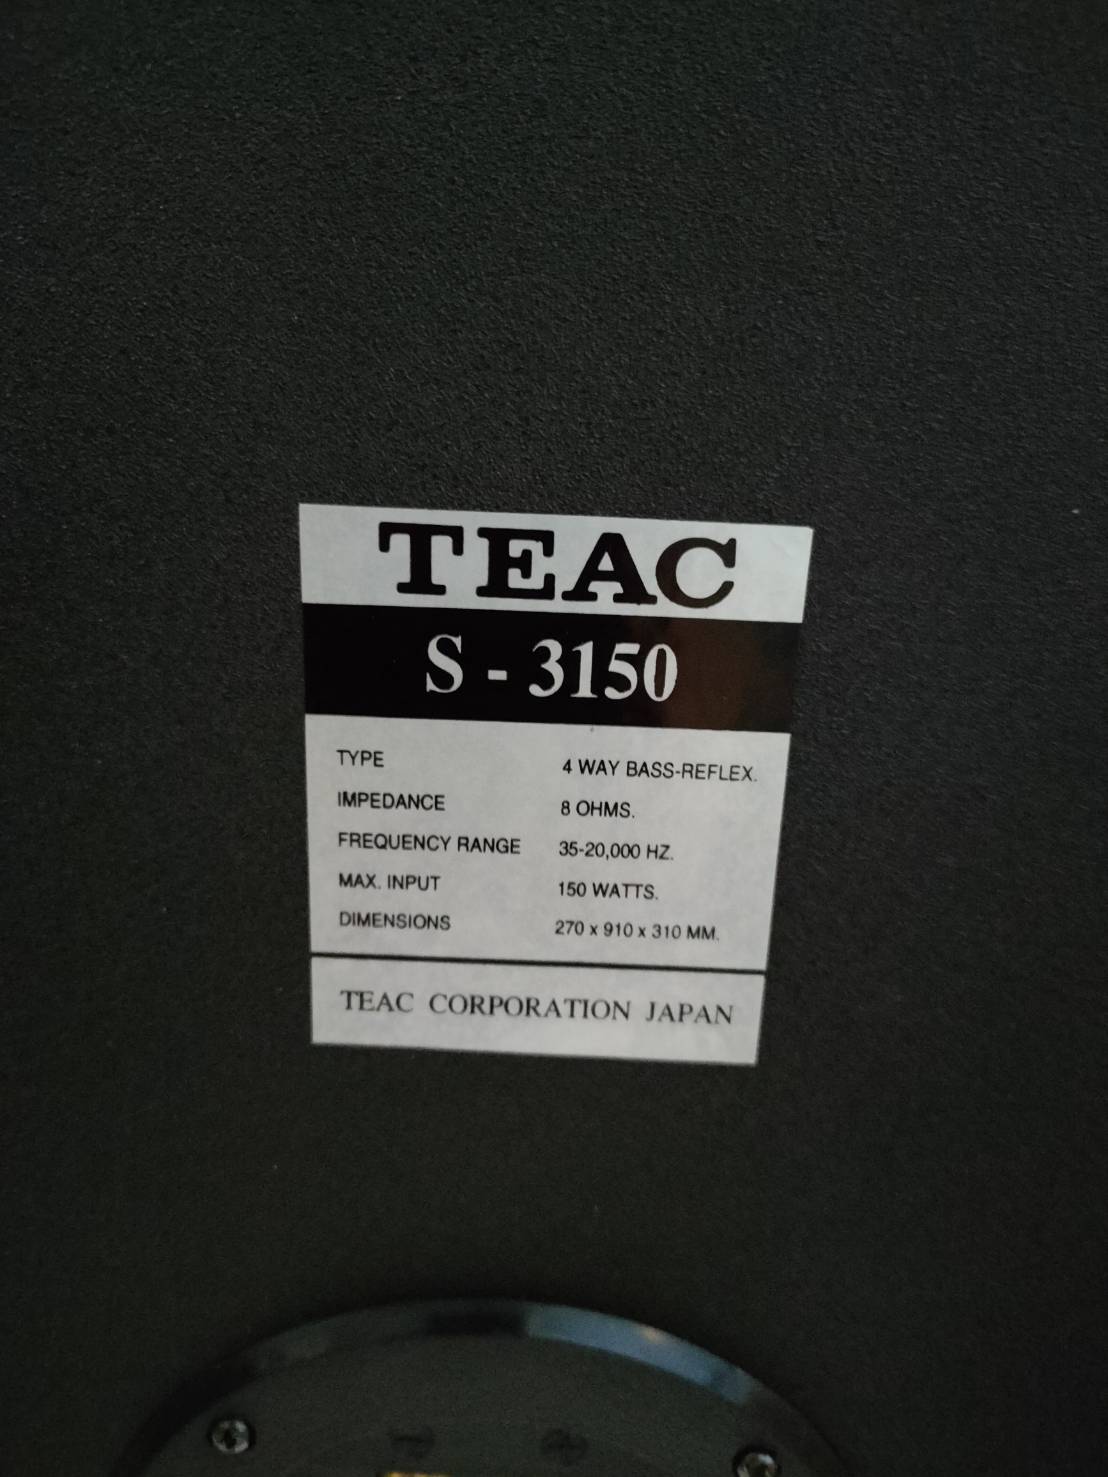 TEAC
S - 3150
TYPE 4 WAY BASS-REFLEX.
IMPEDANCE 8 OHMS.
FREQUENCY RANGE 35-20,000 HZ.
MAX. INPUT 150 WATTS.
DIMENSIONS 270 x 910 x 310 MM.
TEAC CORPORATION JAPAN